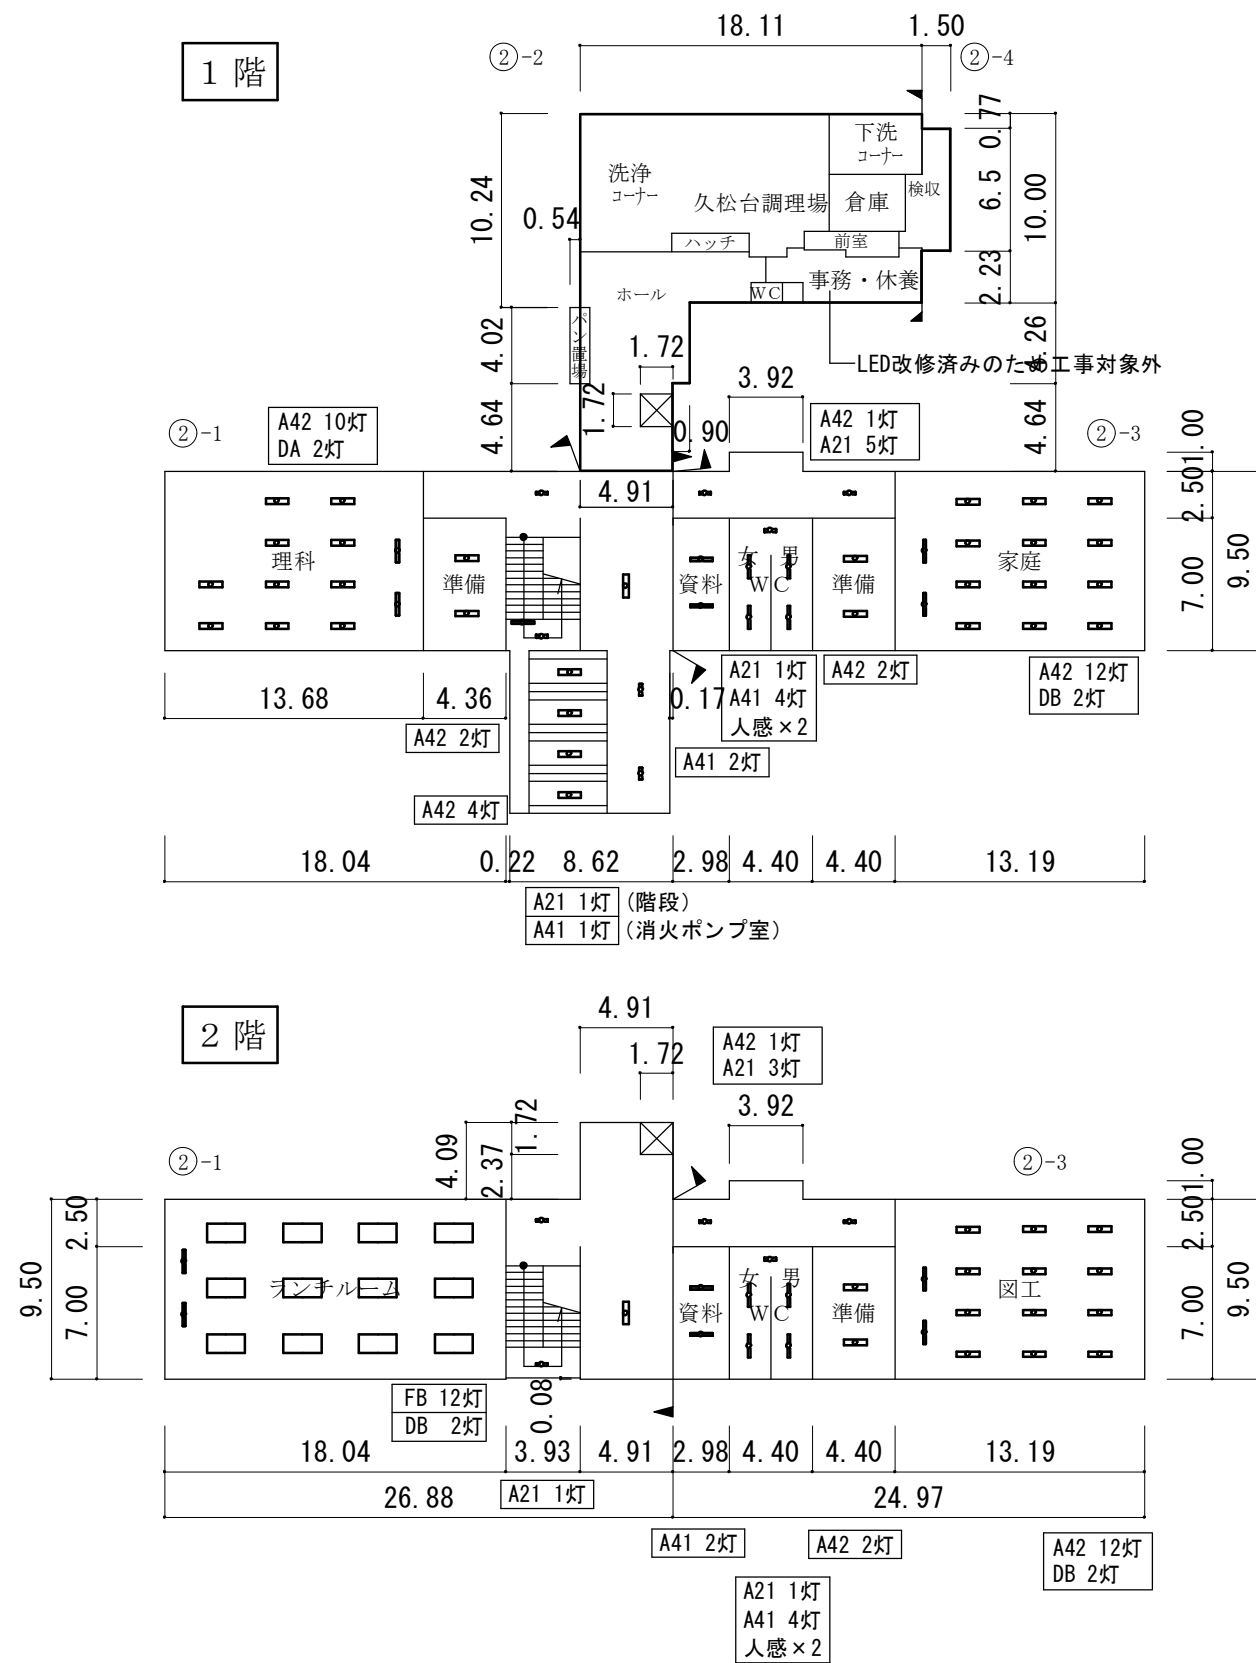 1 階
②-2
18.11
1.50
②-4
10.24
0.54
洗浄
コーナー
下洗
コーナー
久松台調理場
倉庫
検収
ハッチ
前室
ホール
WC
事務・休養
0.77
6.5
10.00
2.23
パン置場
4.02
4.64
1.72
1.72
0.90
4.91
LED改修済みのため工事対象外
4.26
4.64
3.92
②-1
A42 10灯
DA 2灯
A42 1灯
A21 5灯
②-3
1.00
2.50
7.00
9.50
理科
準備
資料
女 男
WC
準備
家庭
13.68
4.36
0.17
A42 2灯
A21 1灯
A41 4灯
人感×2
A42 2灯
A42 12灯
DB 2灯
A41 2灯
A42 4灯
18.04
0.22
8.62
2.98
4.40
4.40
13.19
A21 1灯 (階段)
A41 1灯 (消火ポンプ室)
2 階
4.91
1.72
A42 1灯
A21 3灯
3.92
②-1
4.09
2.37
1.72
②-3
1.00
2.50
7.00
9.50
2.50
7.00
9.50
ランチルーム
資料
女 男
WC
準備
図工
FB 12灯
DB 2灯
0.08
18.04
3.93
4.91
2.98
4.40
4.40
13.19
26.88
A21 1灯
24.97
A41 2灯
A42 2灯
A42 12灯
DB 2灯
A21 1灯
A41 4灯
人感×2